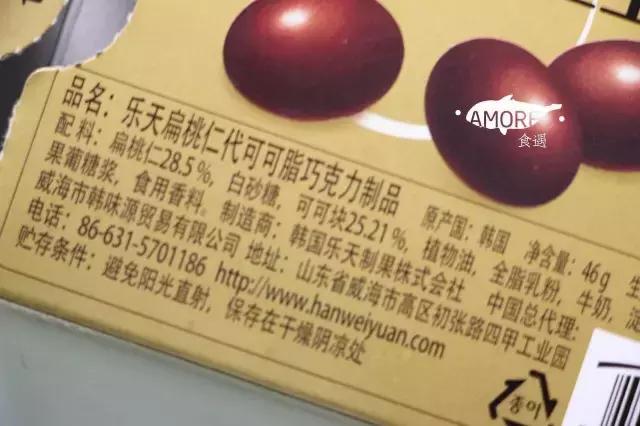 AMORE
食遇
品名：乐天扁桃仁代可可脂巧克力制品 原产国：韩国 净含量：46g 生
配料：扁桃仁28.5%，白砂糖，可可块25.21%，植物油，全脂乳粉，牛奶，
果葡糖浆，食用香料。制造商：韩国乐天制果株式会社 中国总代理：
威海市韩味源贸易有限公司 地址：山东省威海市高区初张路四甲工业园
电话：86-631-5701186 http://www.hanweiyuan.com
贮存条件：避免阳光直射，保存在干燥阴凉处
종이